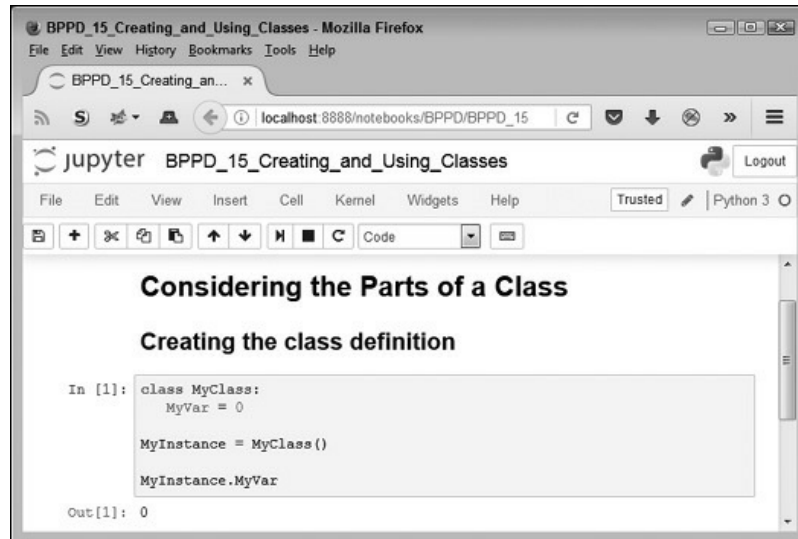 BPPD_15_Creating_and_Using_Classes - Mozilla Firefox
File Edit View History Bookmarks Tools Help
BPPD_15_Creating_an... ×
localhost:8888/notebooks/BPPD/BPPD_15
jupyter BPPD_15_Creating_and_Using_Classes Logout
File Edit View Insert Cell Kernel Widgets Help Trusted Python 3
Code
Considering the Parts of a Class
Creating the class definition
In [1]: class MyClass:
MyVar = 0
MyInstance = MyClass()
MyInstance.MyVar
Out[1]: 0